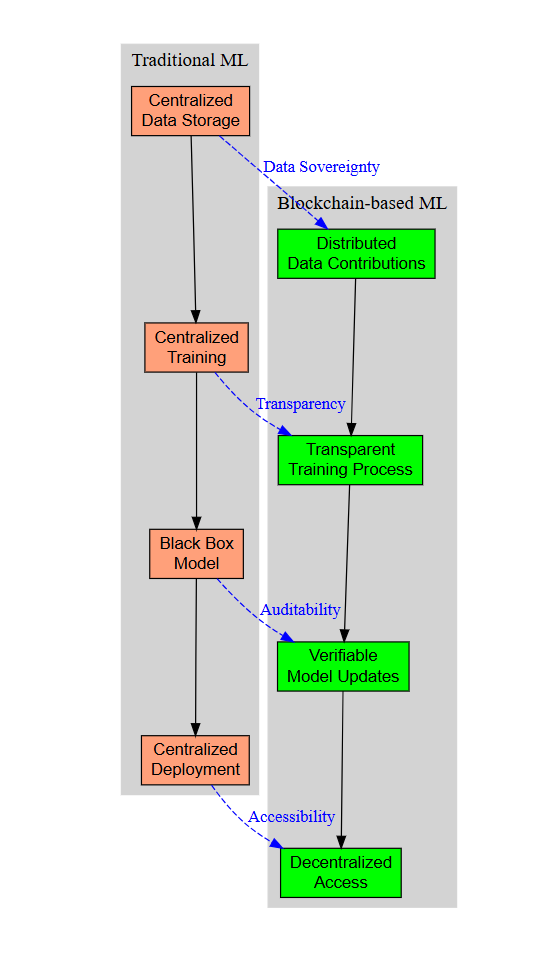 Traditional ML
Centralized
Data Storage
Data Sovereignty
Blockchain-based ML
Distributed
Data Contributions
Centralized
Training
Transparency
Transparent
Training Process
Black Box
Model
Auditability
Verifiable
Model Updates
Centralized
Deployment
Accessibility
Decentralized
Access